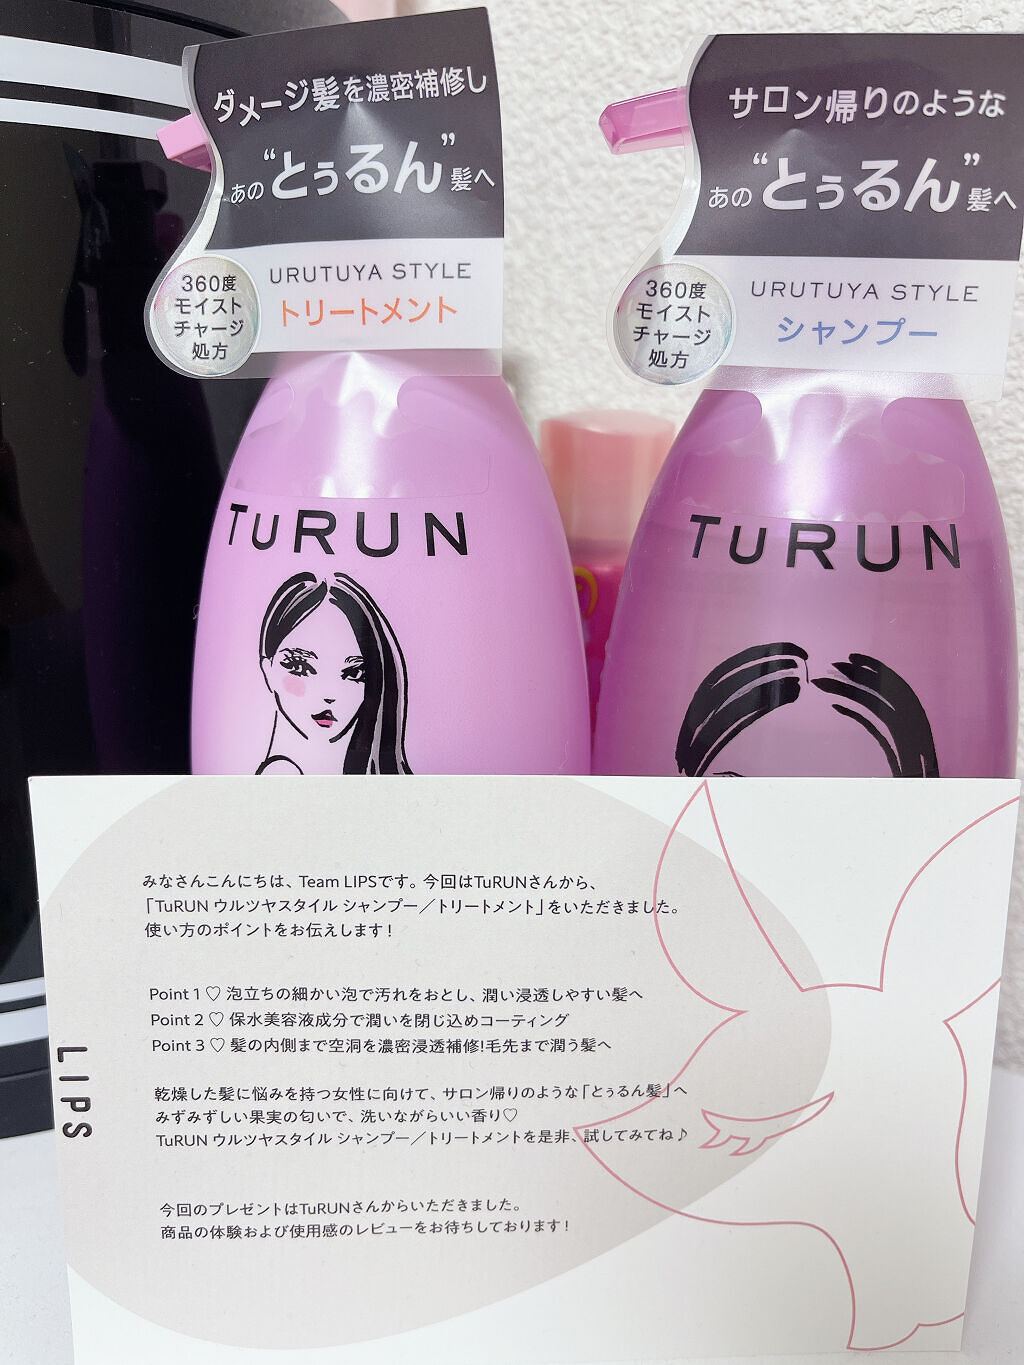 ダメージ髪を濃密補修し
あの“とぅるん”髪へ
URUTUYA STYLE
トリートメント
360度
モイスト
チャージ
処方
TuRUN
サロン帰りのような
あの“とぅるん”髪へ
URUTUYA STYLE
シャンプー
360度
モイスト
チャージ
処方
TuRUN
みなさんこんにちは、Team LIPSです。今回はTuRUNさんから、
「TuRUN ウルツヤスタイル シャンプー／トリートメント」をいただきました。
使い方のポイントをお伝えします！
Point 1 ♡ 泡立ちの細かい泡で汚れをおとし、潤い浸透しやすい髪へ
Point 2 ♡ 保水美容液成分で潤いを閉じ込めコーティング
Point 3 ♡ 髪の内側まで空洞を濃密浸透補修!毛先まで潤う髪へ
乾燥した髪に悩みを持つ女性に向けて、サロン帰りのような「とぅるん髪」へ
みずみずしい果実の匂いで、洗いながらいい香り♡
TuRUN ウルツヤスタイル シャンプー／トリートメントを是非、試してみてね♪
今回のプレゼントはTuRUNさんからいただきました。
商品の体験および使用感のレビューをお待ちしております！
LIPS